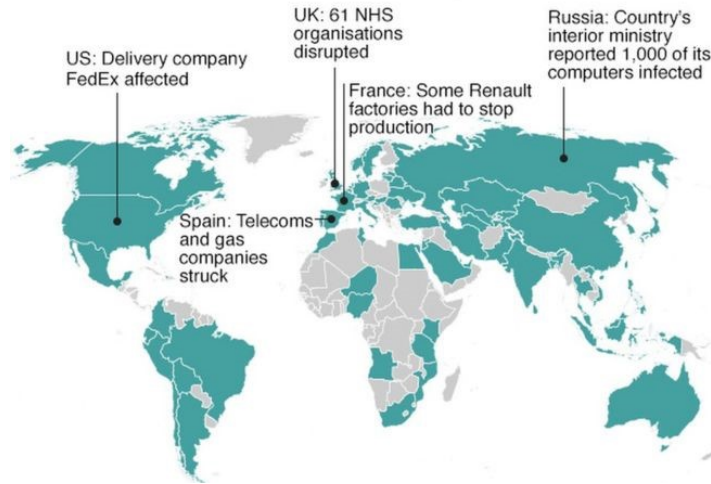 US: Delivery company
FedEx affected
UK: 61 NHS
organisations
disrupted
France: Some Renault
factories had to stop
production
Russia: Country's
interior ministry
reported 1,000 of its
computers infected
Spain: Telecoms
and gas
companies
struck